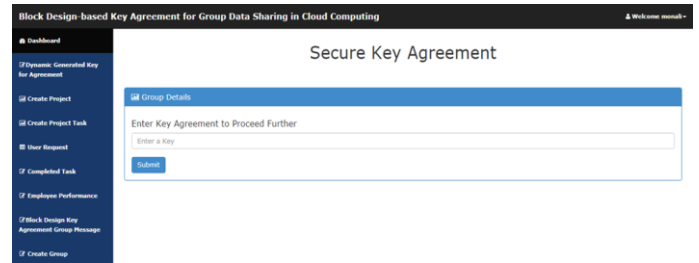 Block Design-based Key Agreement for Group Data Sharing in Cloud Computing
Welcome monali
Dashboard
Dynamic Generated Key
for Agreement
Create Project
Create Project Task
User Request
Completed Task
Employee Performance
Block Design Key
Agreement Group Message
Create Group
Secure Key Agreement
Group Details
Enter Key Agreement to Proceed Further
Enter a Key
Submit